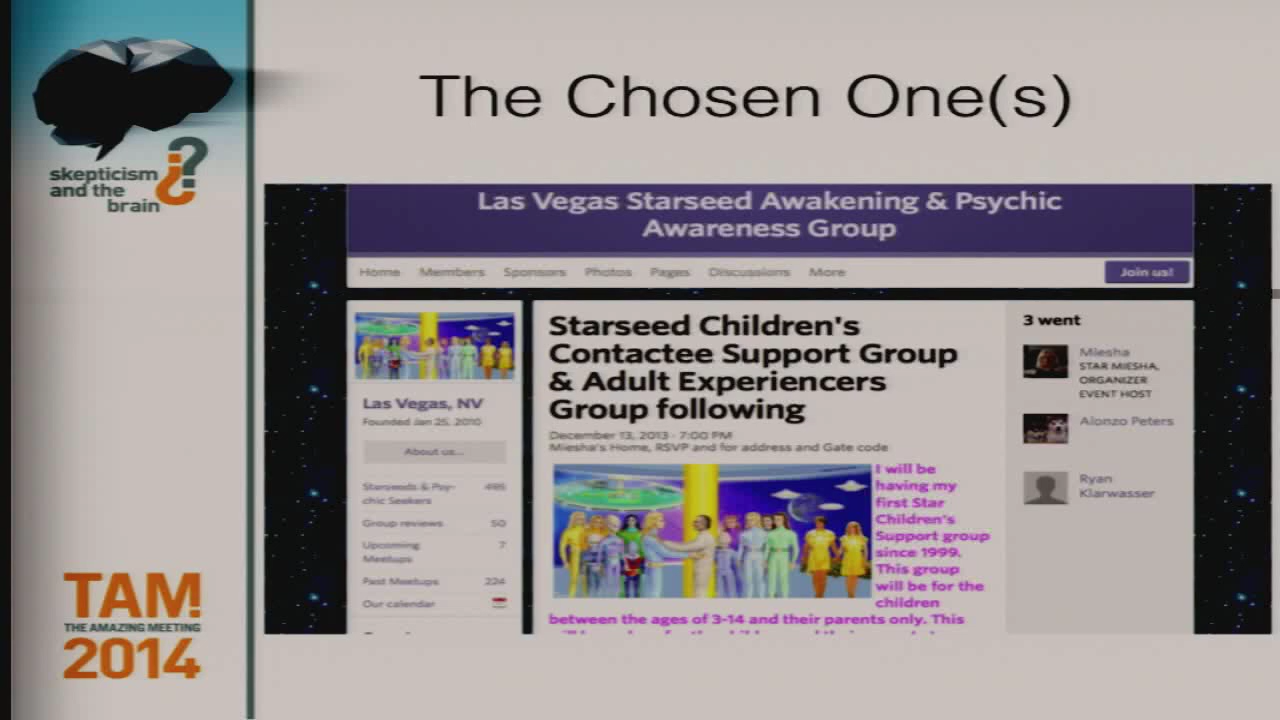 The Chosen One(s)
skepticism
and the
brain
Las Vegas Starseed Awakening & Psychic
Awareness Group
Home Members Sponsors Photos Pages Discussions More Join us!
Las Vegas, NV
Founded Jan 25, 2010
About us...
Starseeds & Psy-
chic Seekers
Group reviews 50
Upcoming
Meetups 7
Past Meetups 224
Our calendar
Starseed Children's
Contactee Support Group
& Adult Experiencers
Group following
December 13, 2013 · 7:00 PM
Miesha's Home, RSVP and for address and Gate code
I will be
having my
first Star
Children's
Support group
since 1999.
This group
will be for the
children
between the ages of 3-14 and their parents only. This
3 went
Miesha
STAR MIESHA,
ORGANIZER
EVENT HOST
Alonzo Peters
Ryan
Klarwasser
TAM!
THE AMAZING MEETING
2014